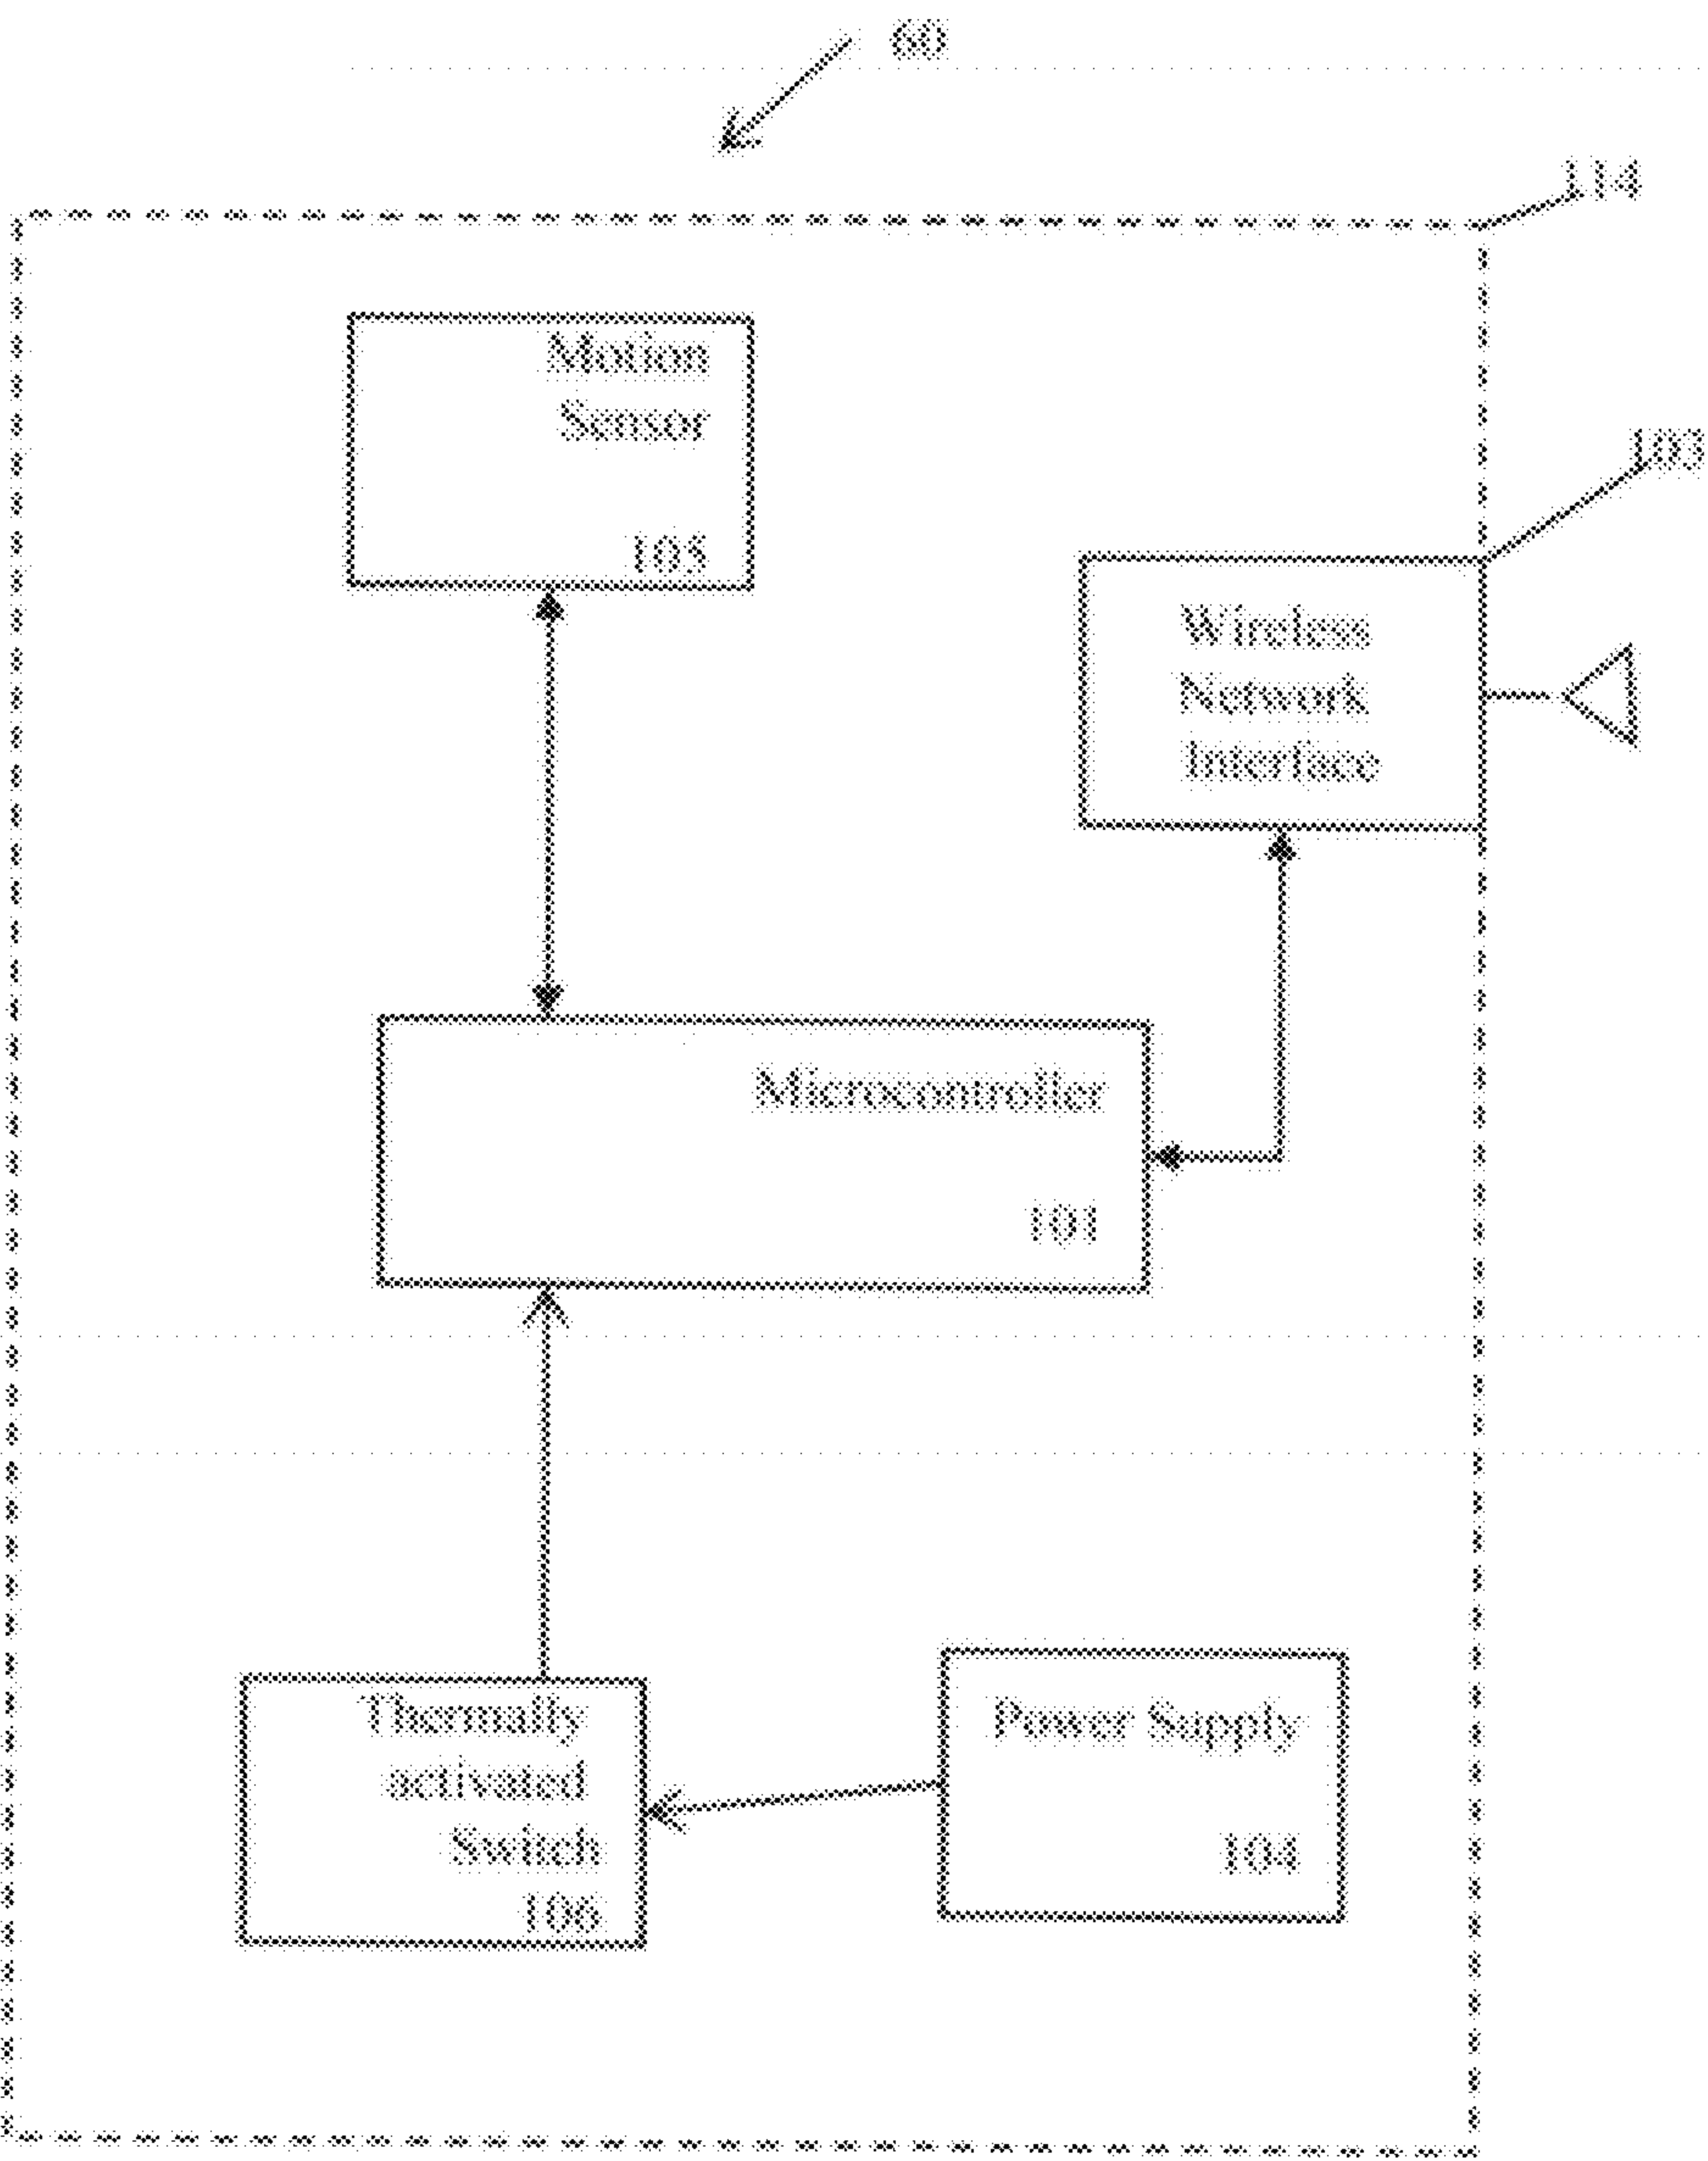 60
114
Motion
Sensor
105
103
Wireless
Network
Interface
Microcontroller
101
Thermally
activated
Switch
106
Power Supply
104